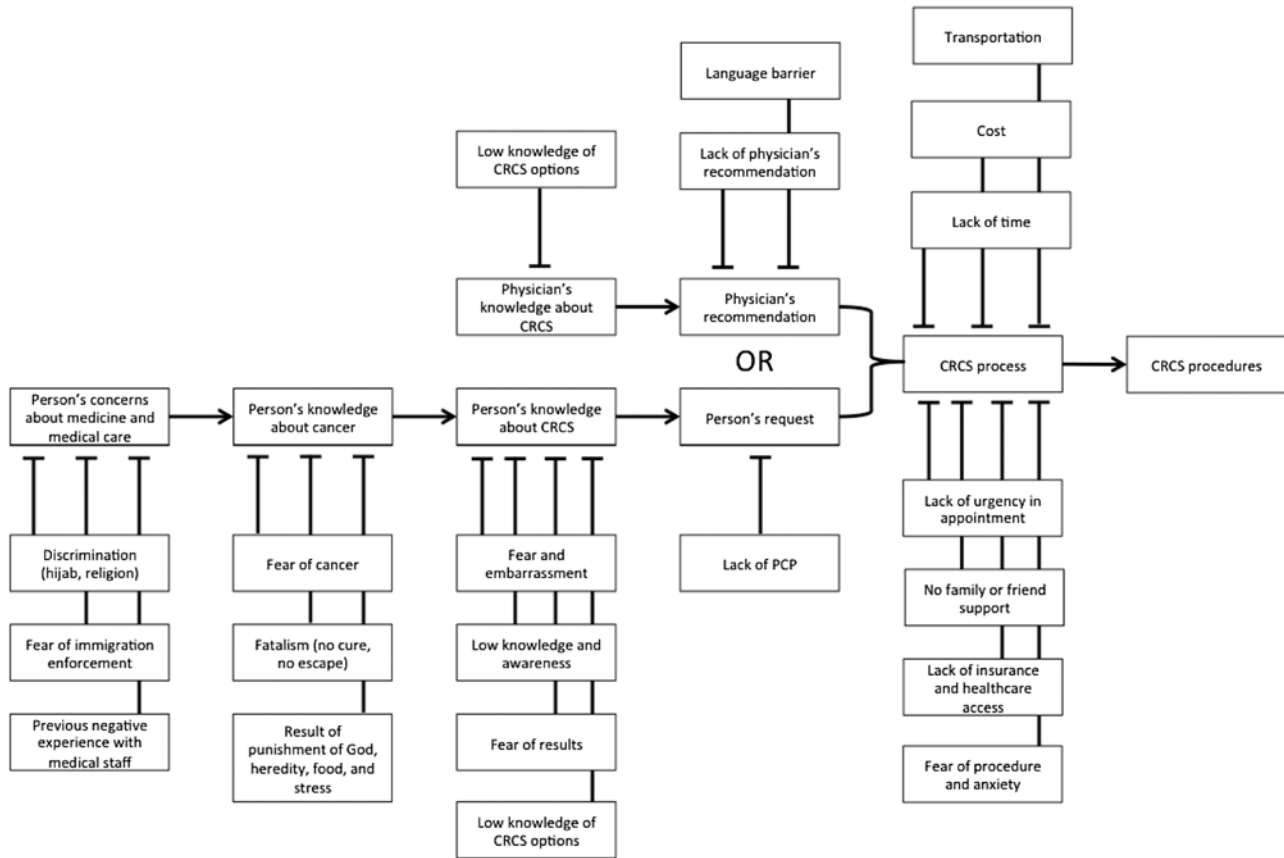 Transportation
Language barrier
Cost
Low knowledge of
CRCS options
Lack of physician’s
recommendation
Lack of time
Physician’s
knowledge about
CRCS
Physician’s
recommendation
OR
CRCS process
CRCS procedures
Person’s concerns
about medicine and
medical care
Person’s knowledge
about cancer
Person’s knowledge
about CRCS
Person’s request
Lack of urgency in
appointment
Discrimination
(hijab, religion)
Fear of cancer
Fear and
embarrassment
Lack of PCP
No family or friend
support
Fear of immigration
enforcement
Fatalism (no cure,
no escape)
Low knowledge and
awareness
Lack of insurance
and healthcare
access
Previous negative
experience with
medical staff
Result of
punishment of God,
heredity, food, and
stress
Fear of results
Fear of procedure
and anxiety
Low knowledge of
CRCS options